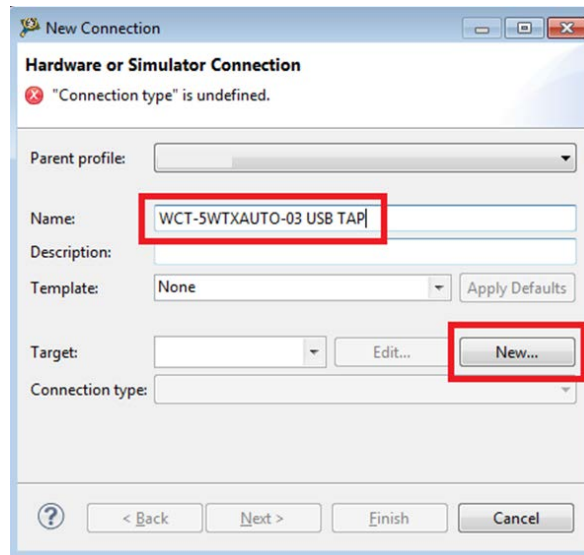 New Connection
Hardware or Simulator Connection
"Connection type" is undefined.
Parent profile:
Name: WCT-5WTXAUTO-03 USB TAP
Description:
Template: None Apply Defaults
Target: Edit... New...
Connection type:
? < Back Next > Finish Cancel